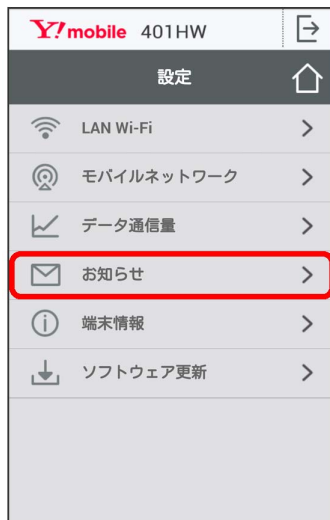 Y!mobile 401HW
設定
LAN Wi-Fi
モバイルネットワーク
データ通信量
お知らせ
端末情報
ソフトウェア更新